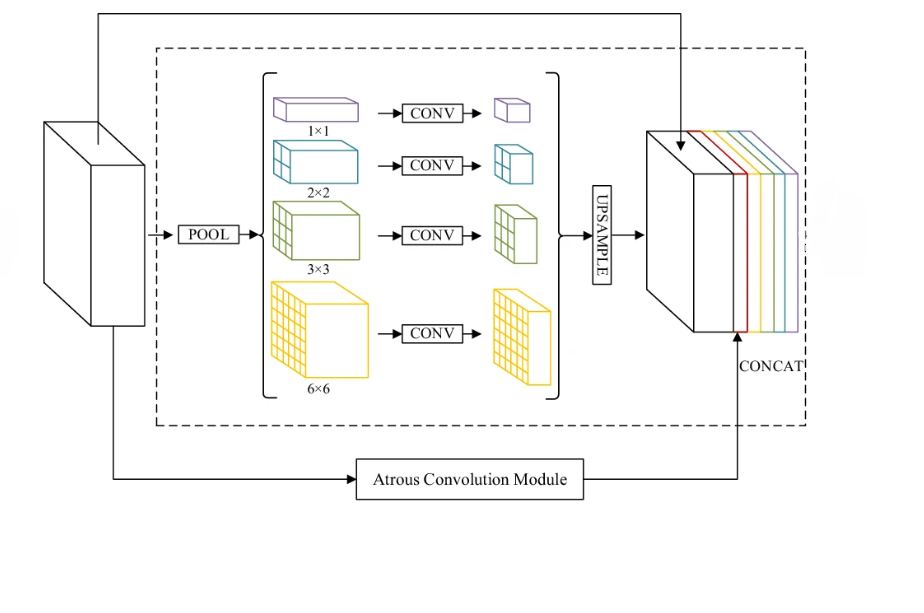 1×1
CONV
2×2
CONV
POOL
3×3
CONV
UPSAMPLE
6×6
CONV
CONCAT
Atrous Convolution Module